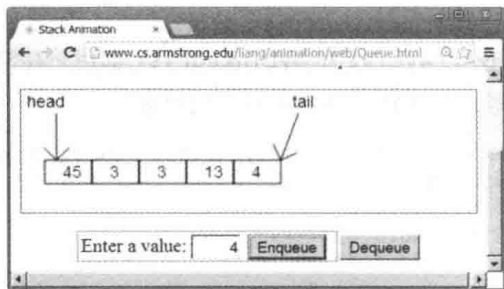 Stack Animation
www.cs.armstrong.edu/liang/animation/web/Queue.html
head tail
45 3 3 13 4
Enter a value: 4 Enqueue Dequeue